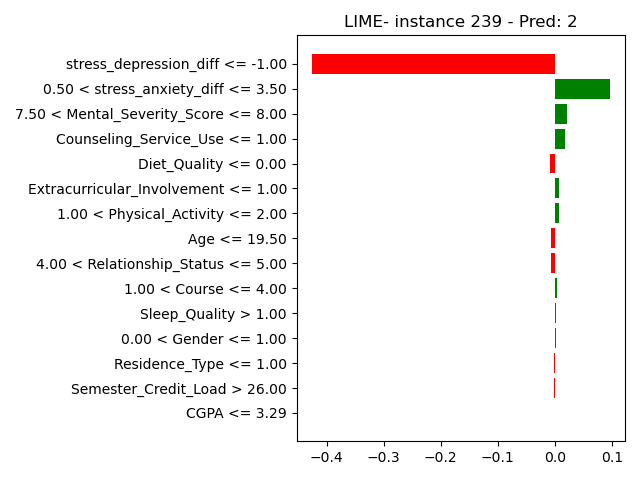 LIME- instance 239 - Pred: 2
stress_depression_diff <= -1.00
0.50 < stress_anxiety_diff <= 3.50
7.50 < Mental_Severity_Score <= 8.00
Counseling_Service_Use <= 1.00
Diet_Quality <= 0.00
Extracurricular_Involvement <= 1.00
1.00 < Physical_Activity <= 2.00
Age <= 19.50
4.00 < Relationship_Status <= 5.00
1.00 < Course <= 4.00
Sleep_Quality > 1.00
0.00 < Gender <= 1.00
Residence_Type <= 1.00
Semester_Credit_Load > 26.00
CGPA <= 3.29
−0.4 −0.3 −0.2 −0.1 0.0 0.1